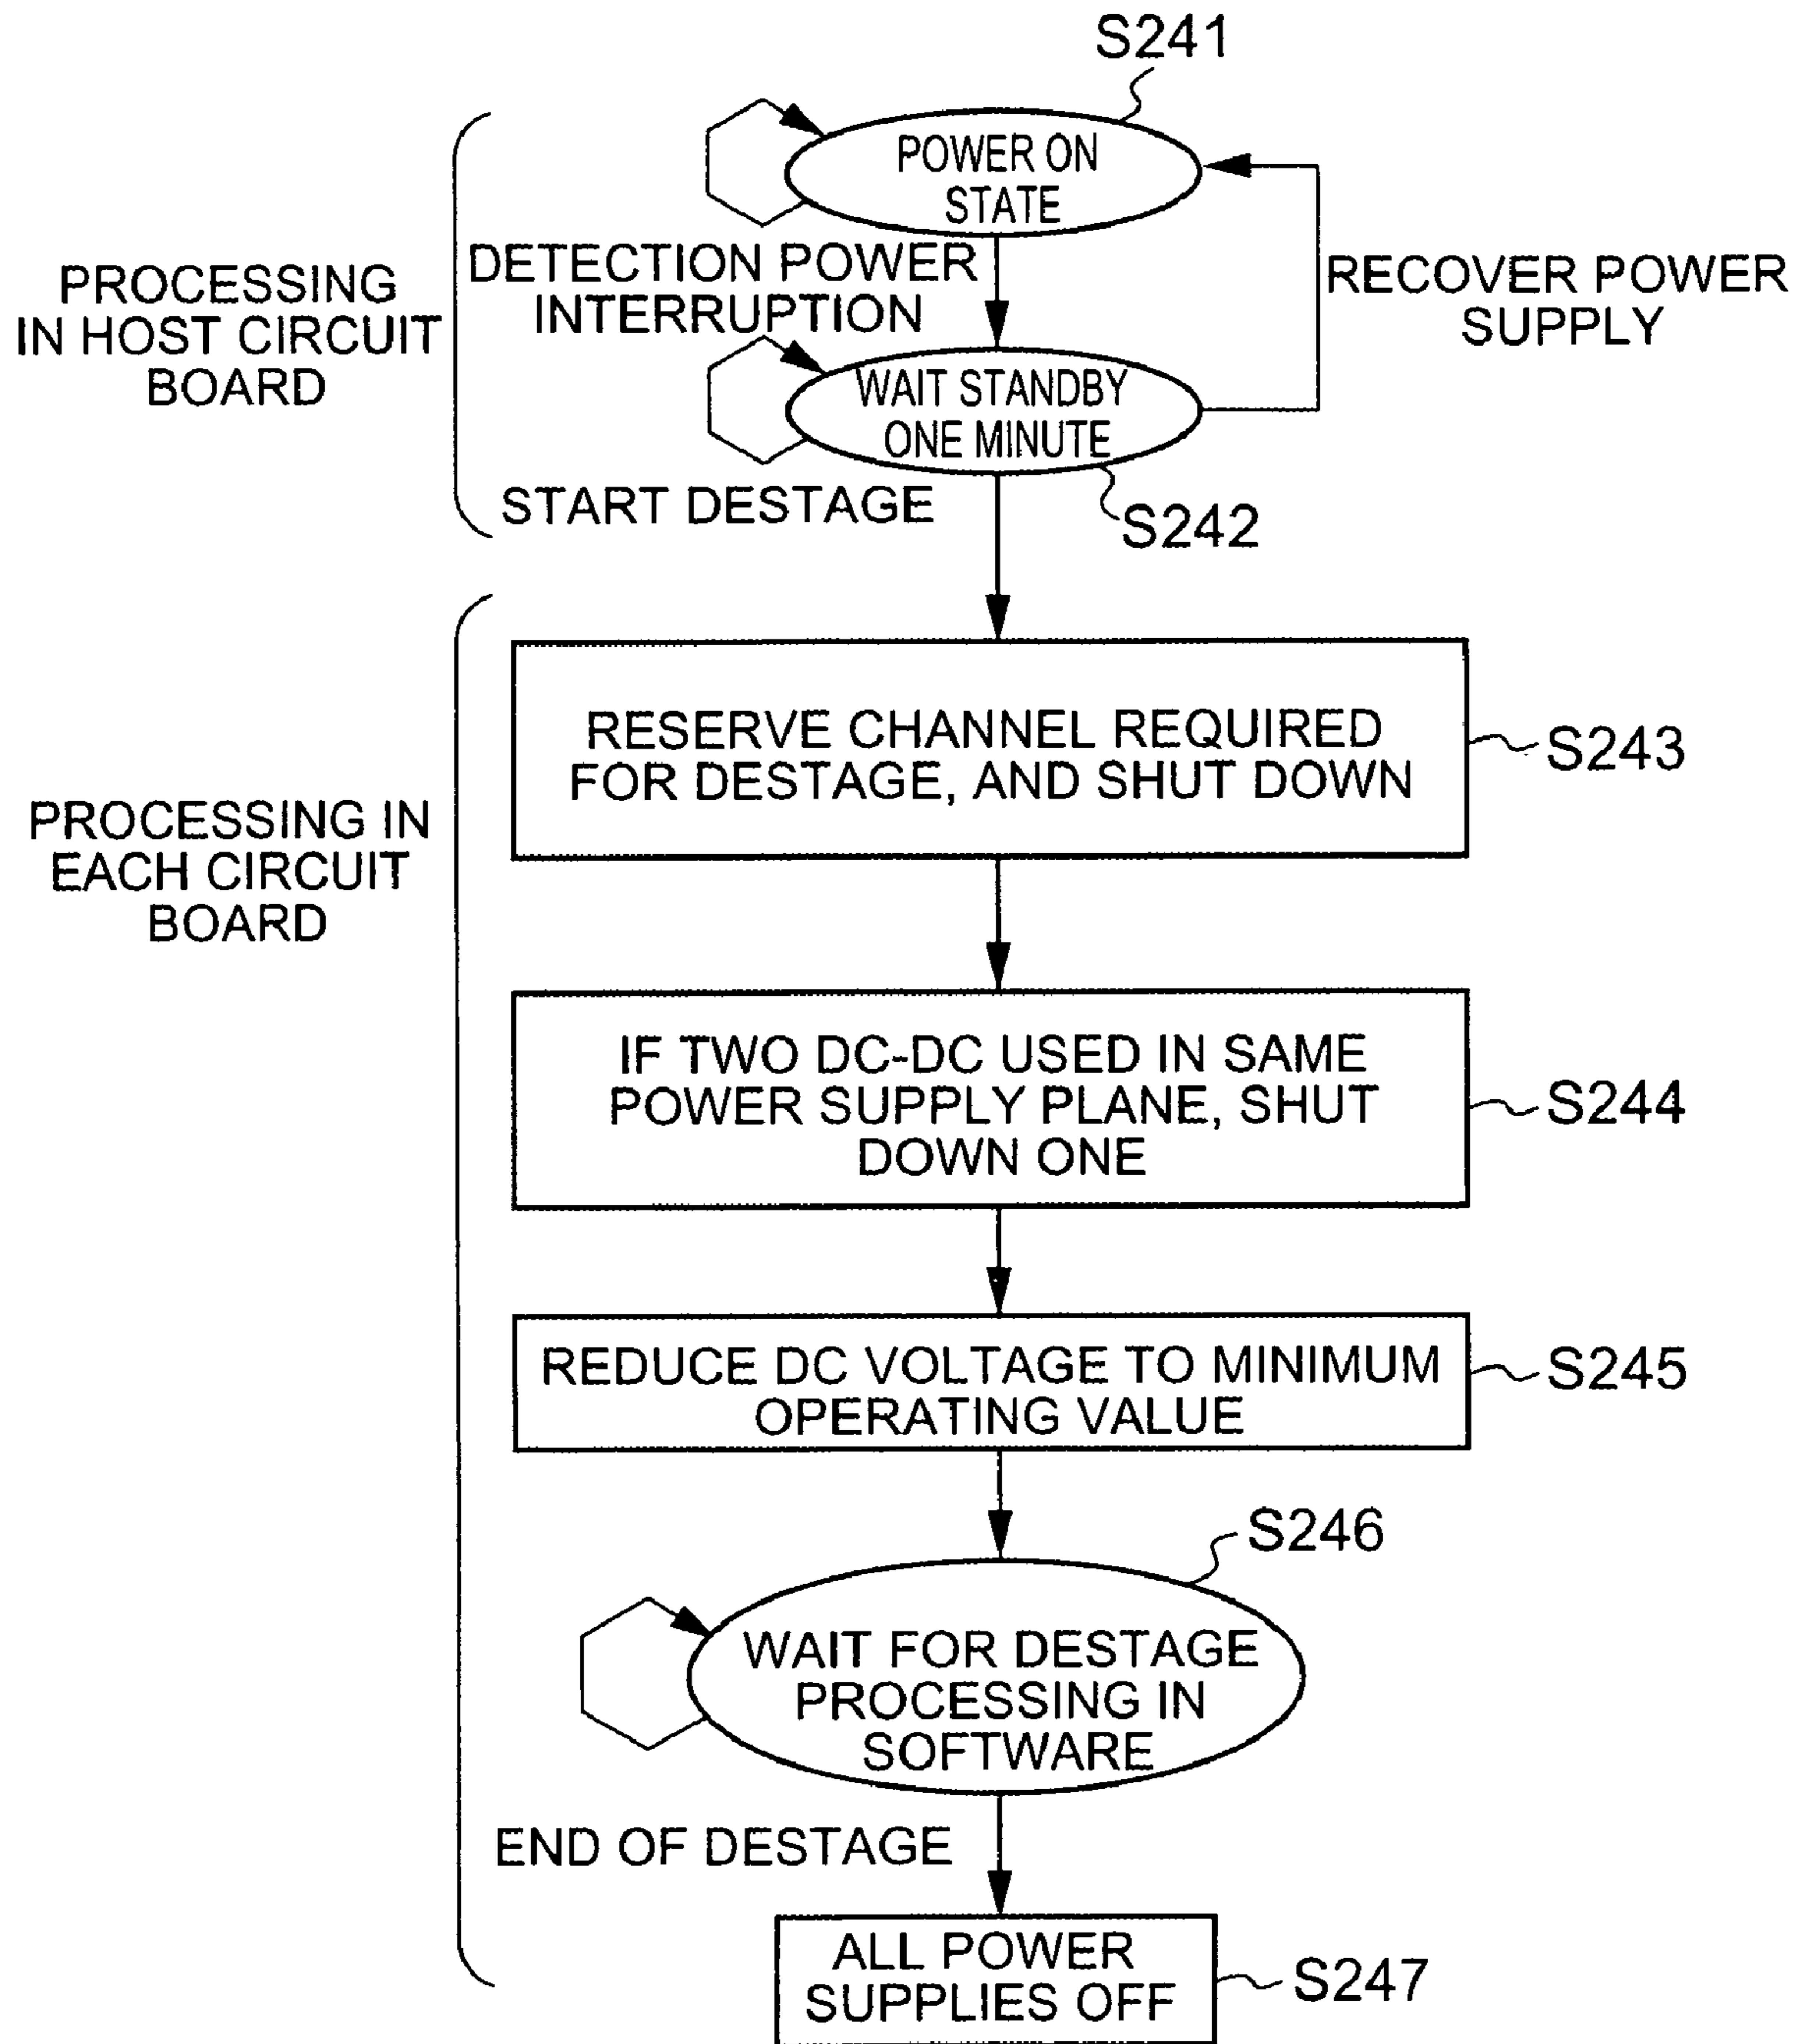 S241
POWER ON
STATE
DETECTION POWER
INTERRUPTION
RECOVER POWER
SUPPLY
PROCESSING
IN HOST CIRCUIT
BOARD
WAIT STANDBY
ONE MINUTE
START DESTAGE
S242
RESERVE CHANNEL REQUIRED
FOR DESTAGE, AND SHUT DOWN
S243
PROCESSING IN
EACH CIRCUIT
BOARD
IF TWO DC-DC USED IN SAME
POWER SUPPLY PLANE, SHUT
DOWN ONE
S244
REDUCE DC VOLTAGE TO MINIMUM
OPERATING VALUE
S245
S246
WAIT FOR DESTAGE
PROCESSING IN
SOFTWARE
END OF DESTAGE
ALL POWER
SUPPLIES OFF
S247